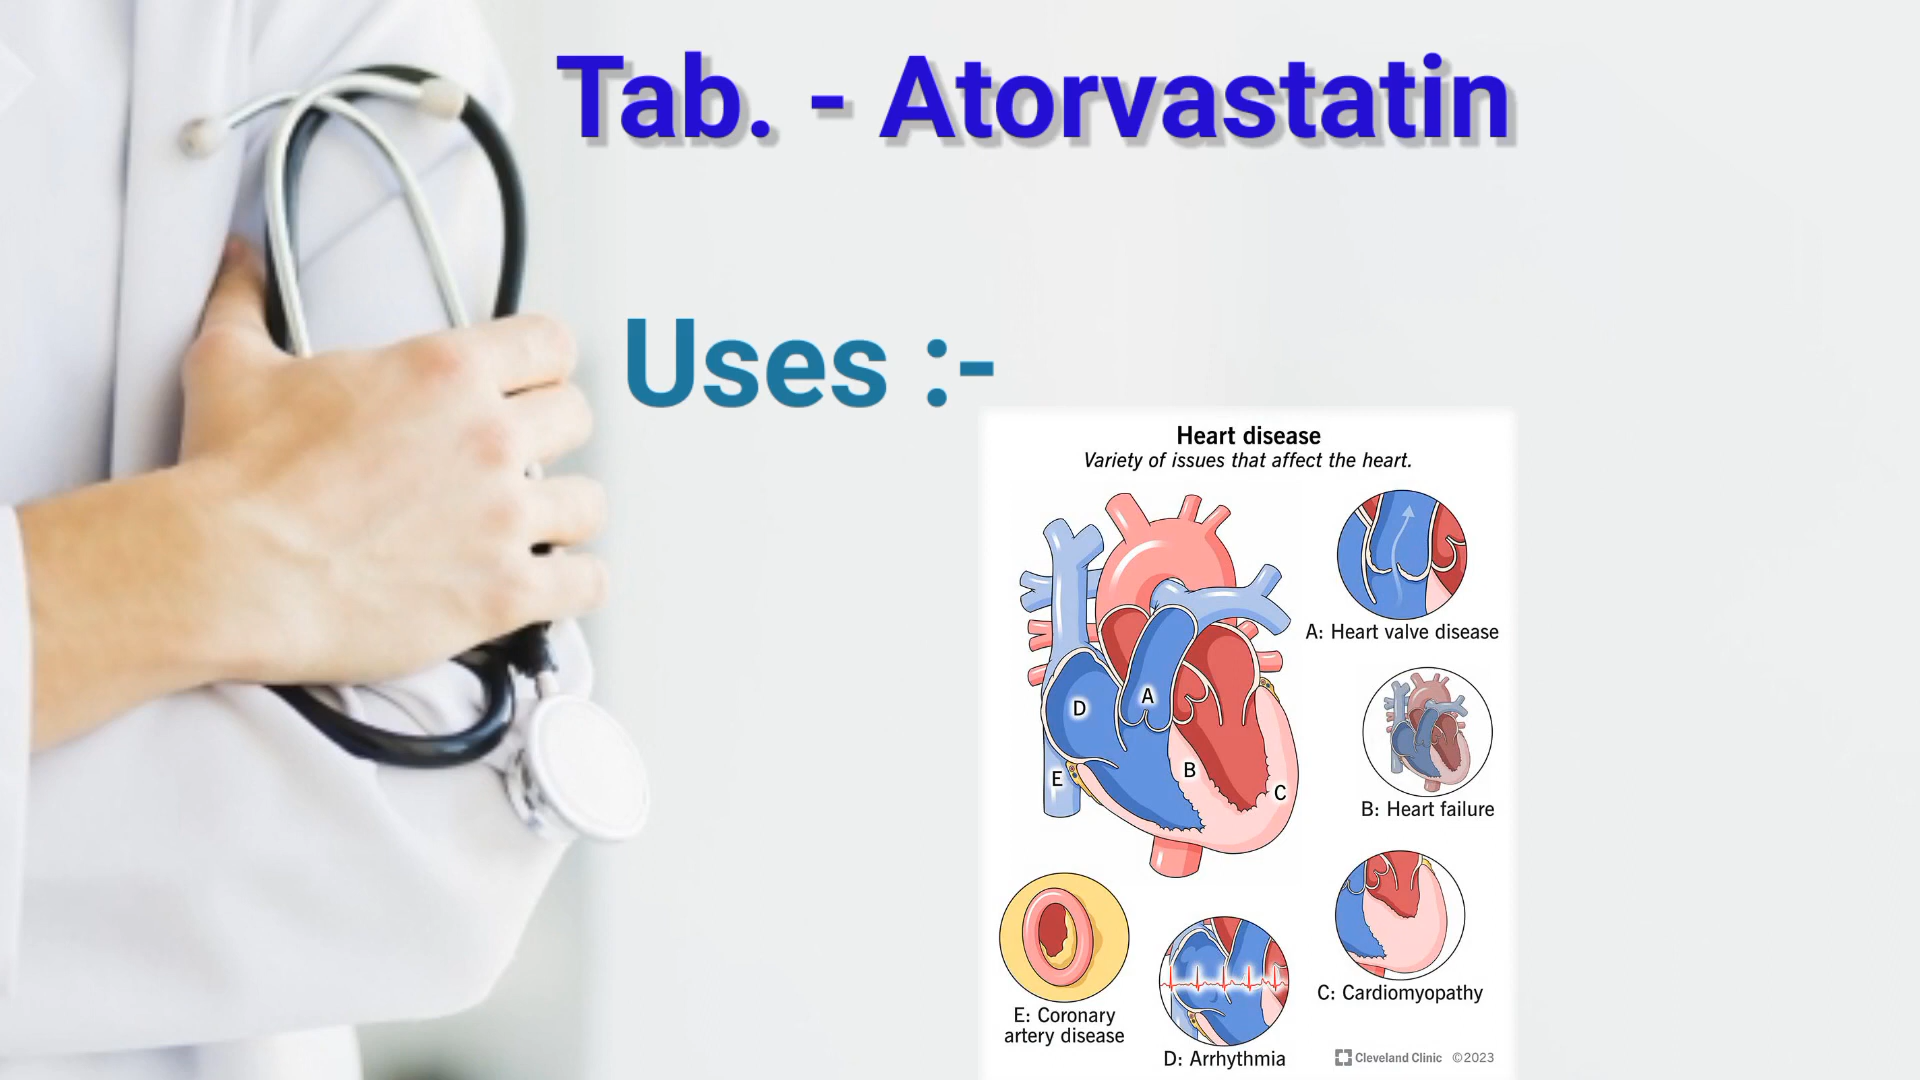 Tab. - Atorvastatin
Uses :-
Heart disease
Variety of issues that affect the heart.
A: Heart valve disease
B: Heart failure
C: Cardiomyopathy
D: Arrhythmia
E: Coronary
artery disease
A
B
C
D
E
Cleveland Clinic ©2023